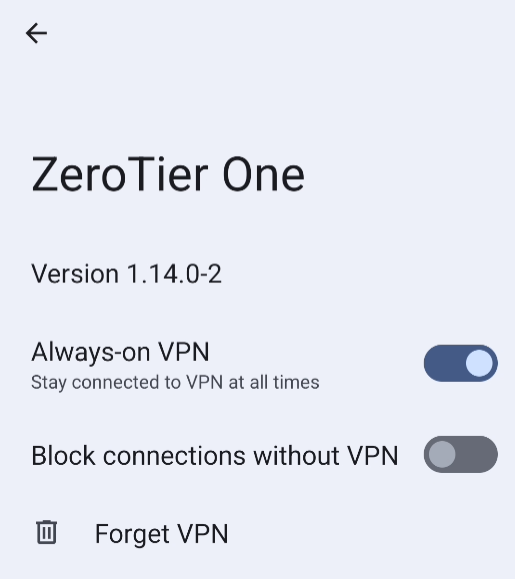 ZeroTier One
Version 1.14.0-2
Always-on VPN
Stay connected to VPN at all times
Block connections without VPN
Forget VPN